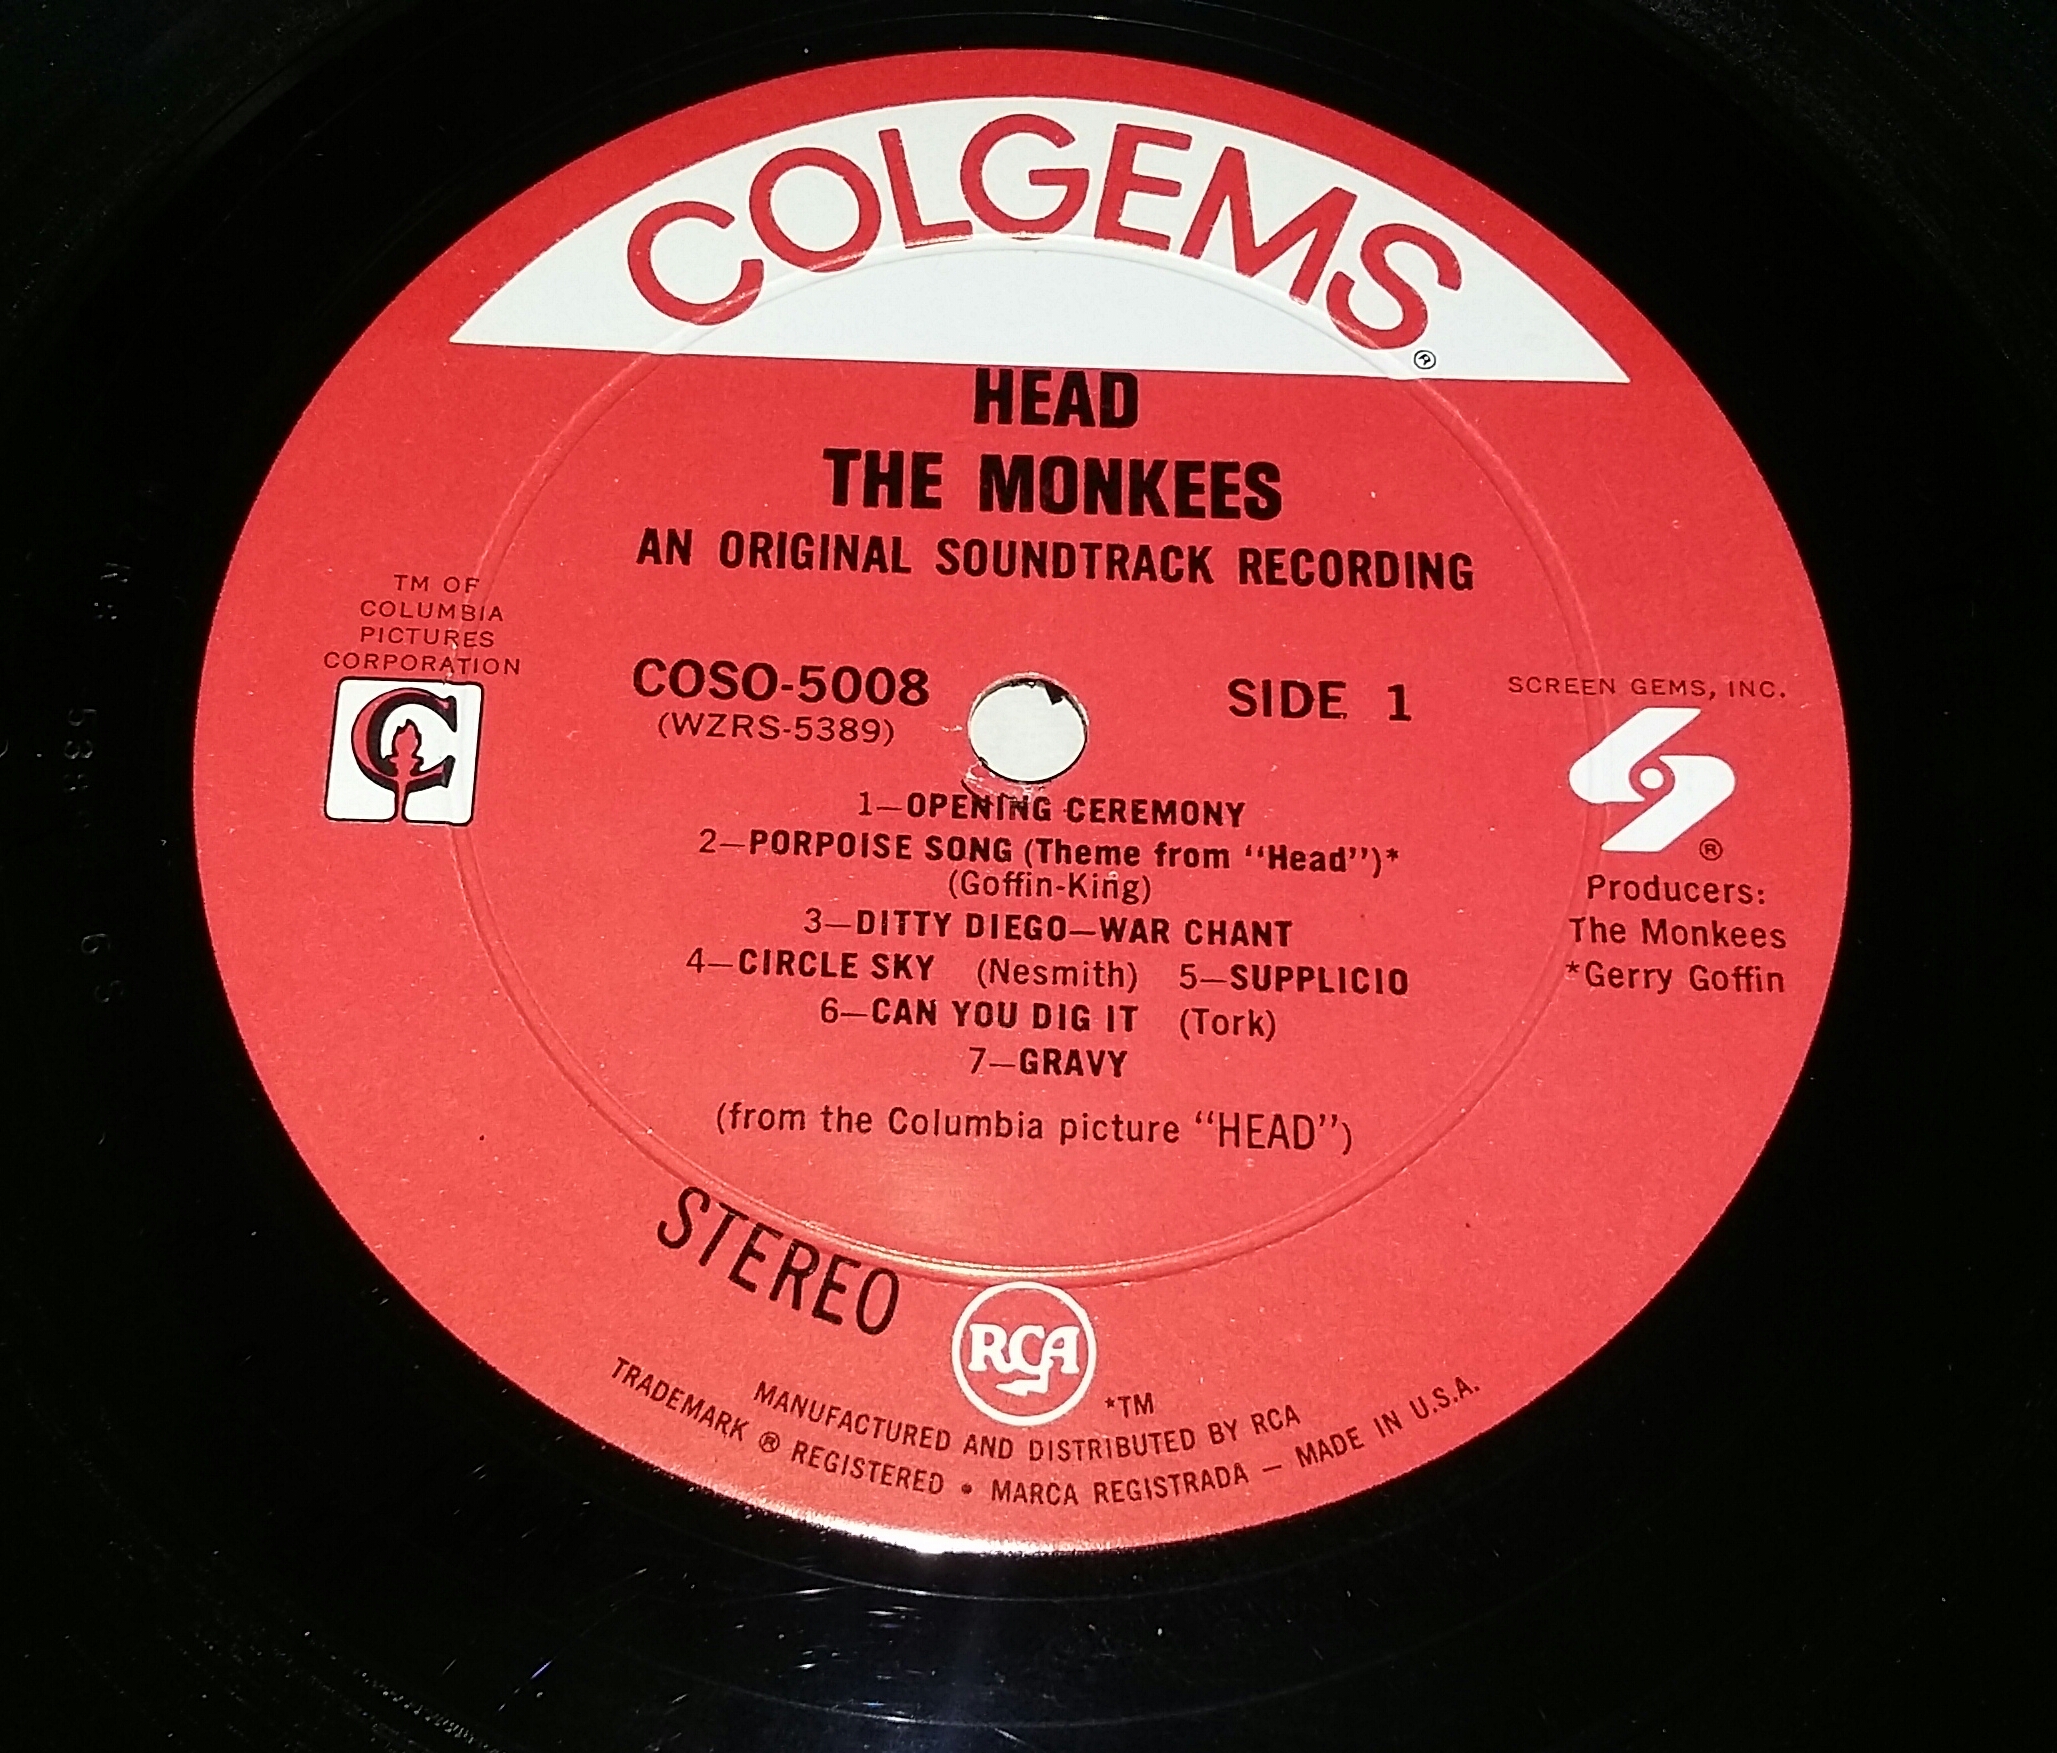 COLGEMS®
HEAD
THE MONKEES
AN ORIGINAL SOUNDTRACK RECORDING
TM OF
COLUMBIA
PICTURES
CORPORATION
C
COSO-5008
(WZRS-5389)
SIDE 1
SCREEN GEMS, INC.
®
Producers:
The Monkees
*Gerry Goffin
1—OPENING CEREMONY
2—PORPOISE SONG (Theme from "Head")*
(Goffin-King)
3—DITTY DIEGO—WAR CHANT
4—CIRCLE SKY (Nesmith) 5—SUPPLICIO
6—CAN YOU DIG IT (Tork)
7—GRAVY
(from the Columbia picture "HEAD")
STEREO
RCA
*TM
MANUFACTURED AND DISTRIBUTED BY RCA
TRADEMARK ® REGISTERED • MARCA REGISTRADA — MADE IN U.S.A.